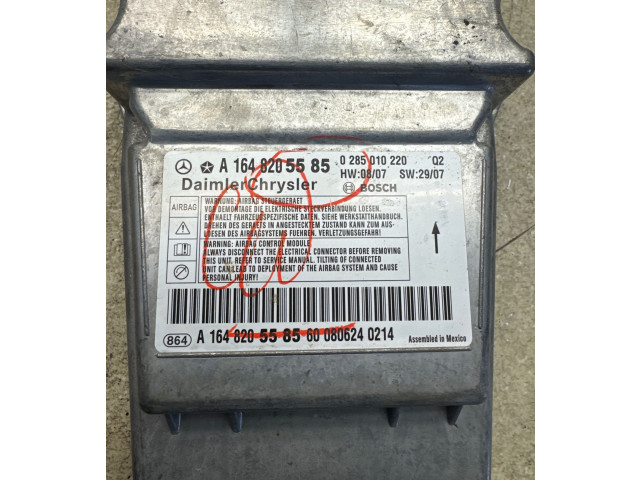 A 164 820 55 85 0 285 010 220 Q2
DaimlerChrysler HW:08/07 SW:29/07
BOSCH
AIRBAG
WARNUNG: AIRBAG STEUERGERAET
VOR DEMONTAGE DIE ELEKTRISCHE STECKVERBINDUNG LOESEN.
ENTHAELT FAHRZEUGSPEZIFISCHE DATEN. SIEHE WERKSTATTHANDBUCH
DREHEN DES GERAETS IN ANGESTECKTEM ZUSTAND KANN ZUM AUS-
LOESEN DES AIRBAGSYSTEMS FUEHREN. VERLETZUNGSGEFAHR!
WARNING: AIRBAG CONTROL MODULE
ALWAYS DISCONNECT THE ELECTRICAL CONNECTOR BEFORE REMOVING
THIS UNIT. REFER TO SERVICE MANUAL. TILTING OF CONNECTED
UNIT CAN LEAD TO DEPLOYMENT OF THE AIRBAG SYSTEM AND CAUSE
PERSONAL INJURY!
864 A 164 820 55 85 60 080624 0214 Assembled in Mexico